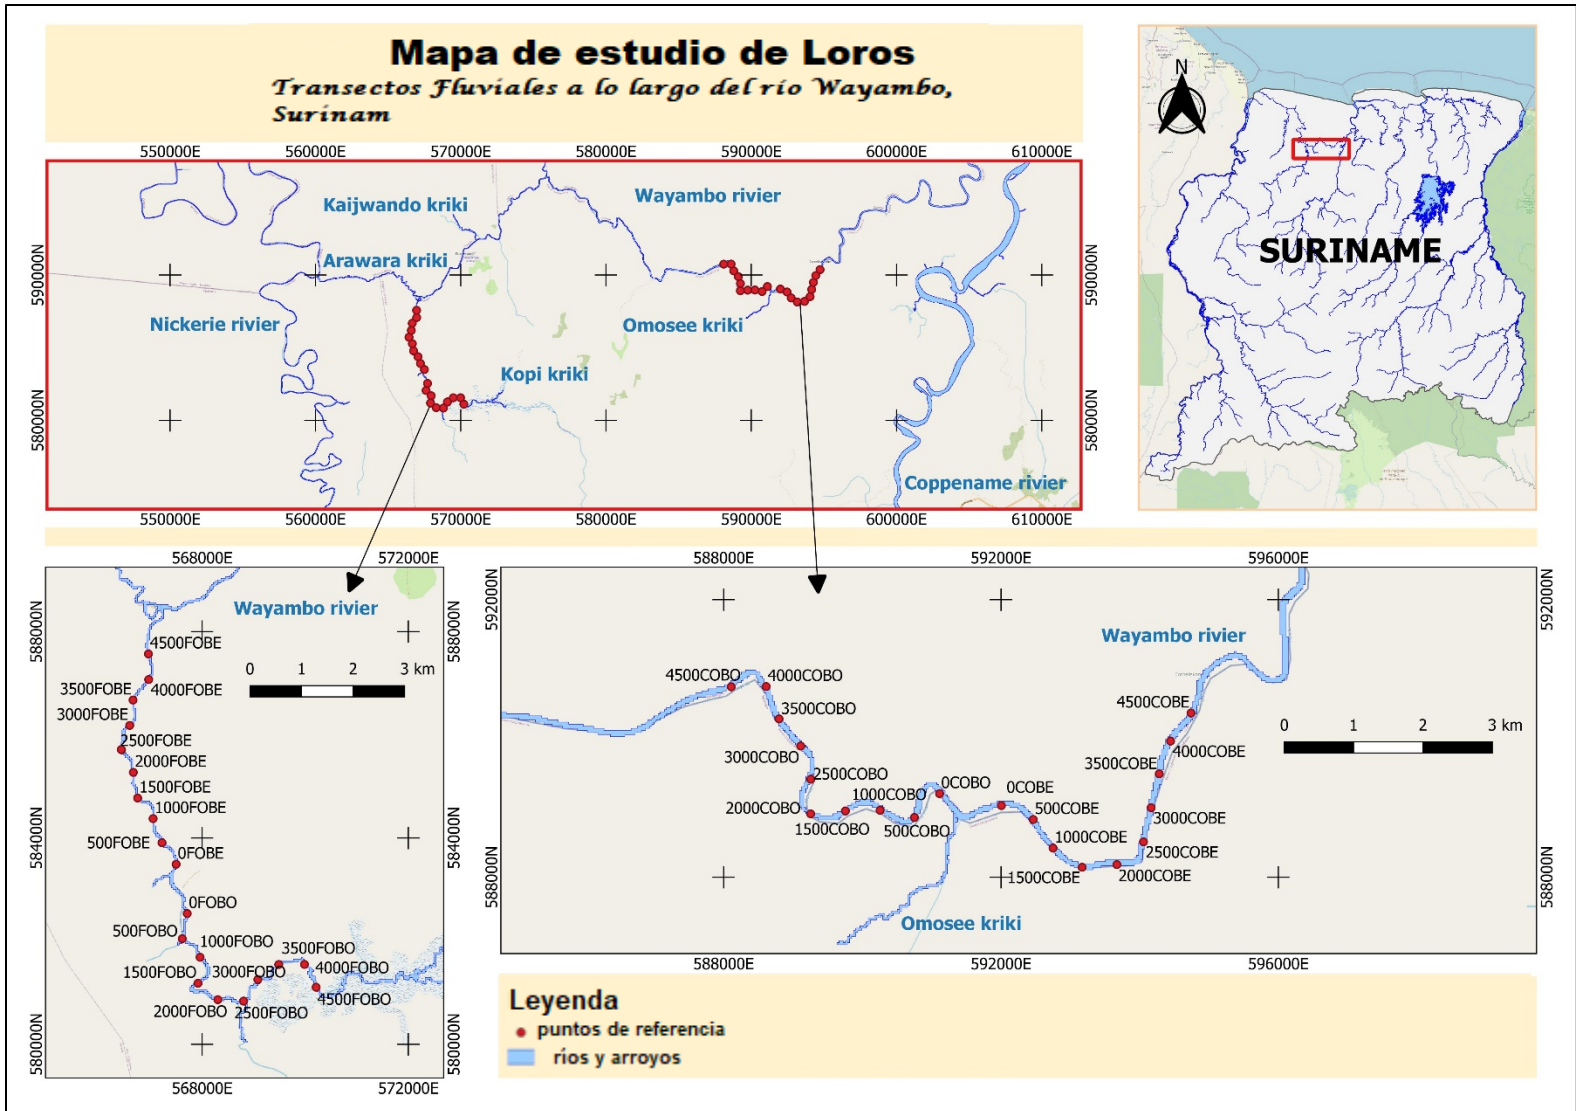 Mapa de estudio de Loros
Transectos Fluviales a lo largo del río Wayambo,
Surinam
550000E 560000E 570000E 580000E 590000E 600000E 610000E
590000N
580000N
Kaijwando kriki
Wayambo rivier
Arawara kriki
Nickerie rivier
Omosee kriki
Kopi kriki
Coppename rivier
590000N
580000N
550000E 560000E 570000E 580000E 590000E 600000E 610000E
N
SURINAME
568000E 572000E
588000N
584000N
580000N
Wayambo rivier
0 1 2 3 km
4500FOBE
4000FOBE
3500FOBE
3000FOBE
2500FOBE
2000FOBE
1500FOBE
1000FOBE
500FOBE
0FOBE
0FOBO
500FOBO
1000FOBO
1500FOBO
2000FOBO
2500FOBO
3000FOBO
3500FOBO
4000FOBO
4500FOBO
588000N
584000N
580000N
568000E 572000E
588000E 592000E 596000E
592000N
588000N
Wayambo rivier
4500COBO
4000COBO
3500COBO
3000COBO
2500COBO
2000COBO
1500COBO
1000COBO
500COBO
0COBO
0COBE
500COBE
1000COBE
1500COBE
2000COBE
2500COBE
3000COBE
3500COBE
4000COBE
4500COBE
0 1 2 3 km
Omosee kriki
592000N
588000N
588000E 592000E 596000E
Leyenda
puntos de referencia
ríos y arroyos